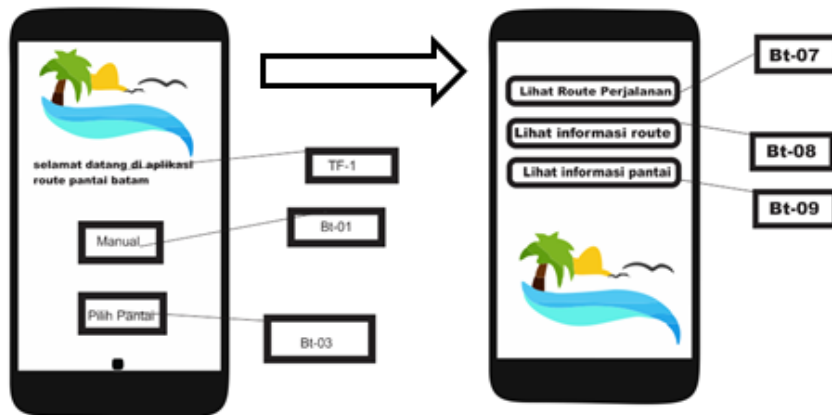 selamat datang di aplikasi
route pantai batam
TF-1
Manual
Bt-01
Pilih Pantai
Bt-03
Lihat Route Perjalanan
Bt-07
Lihat informasi route
Bt-08
Lihat informasi pantai
Bt-09